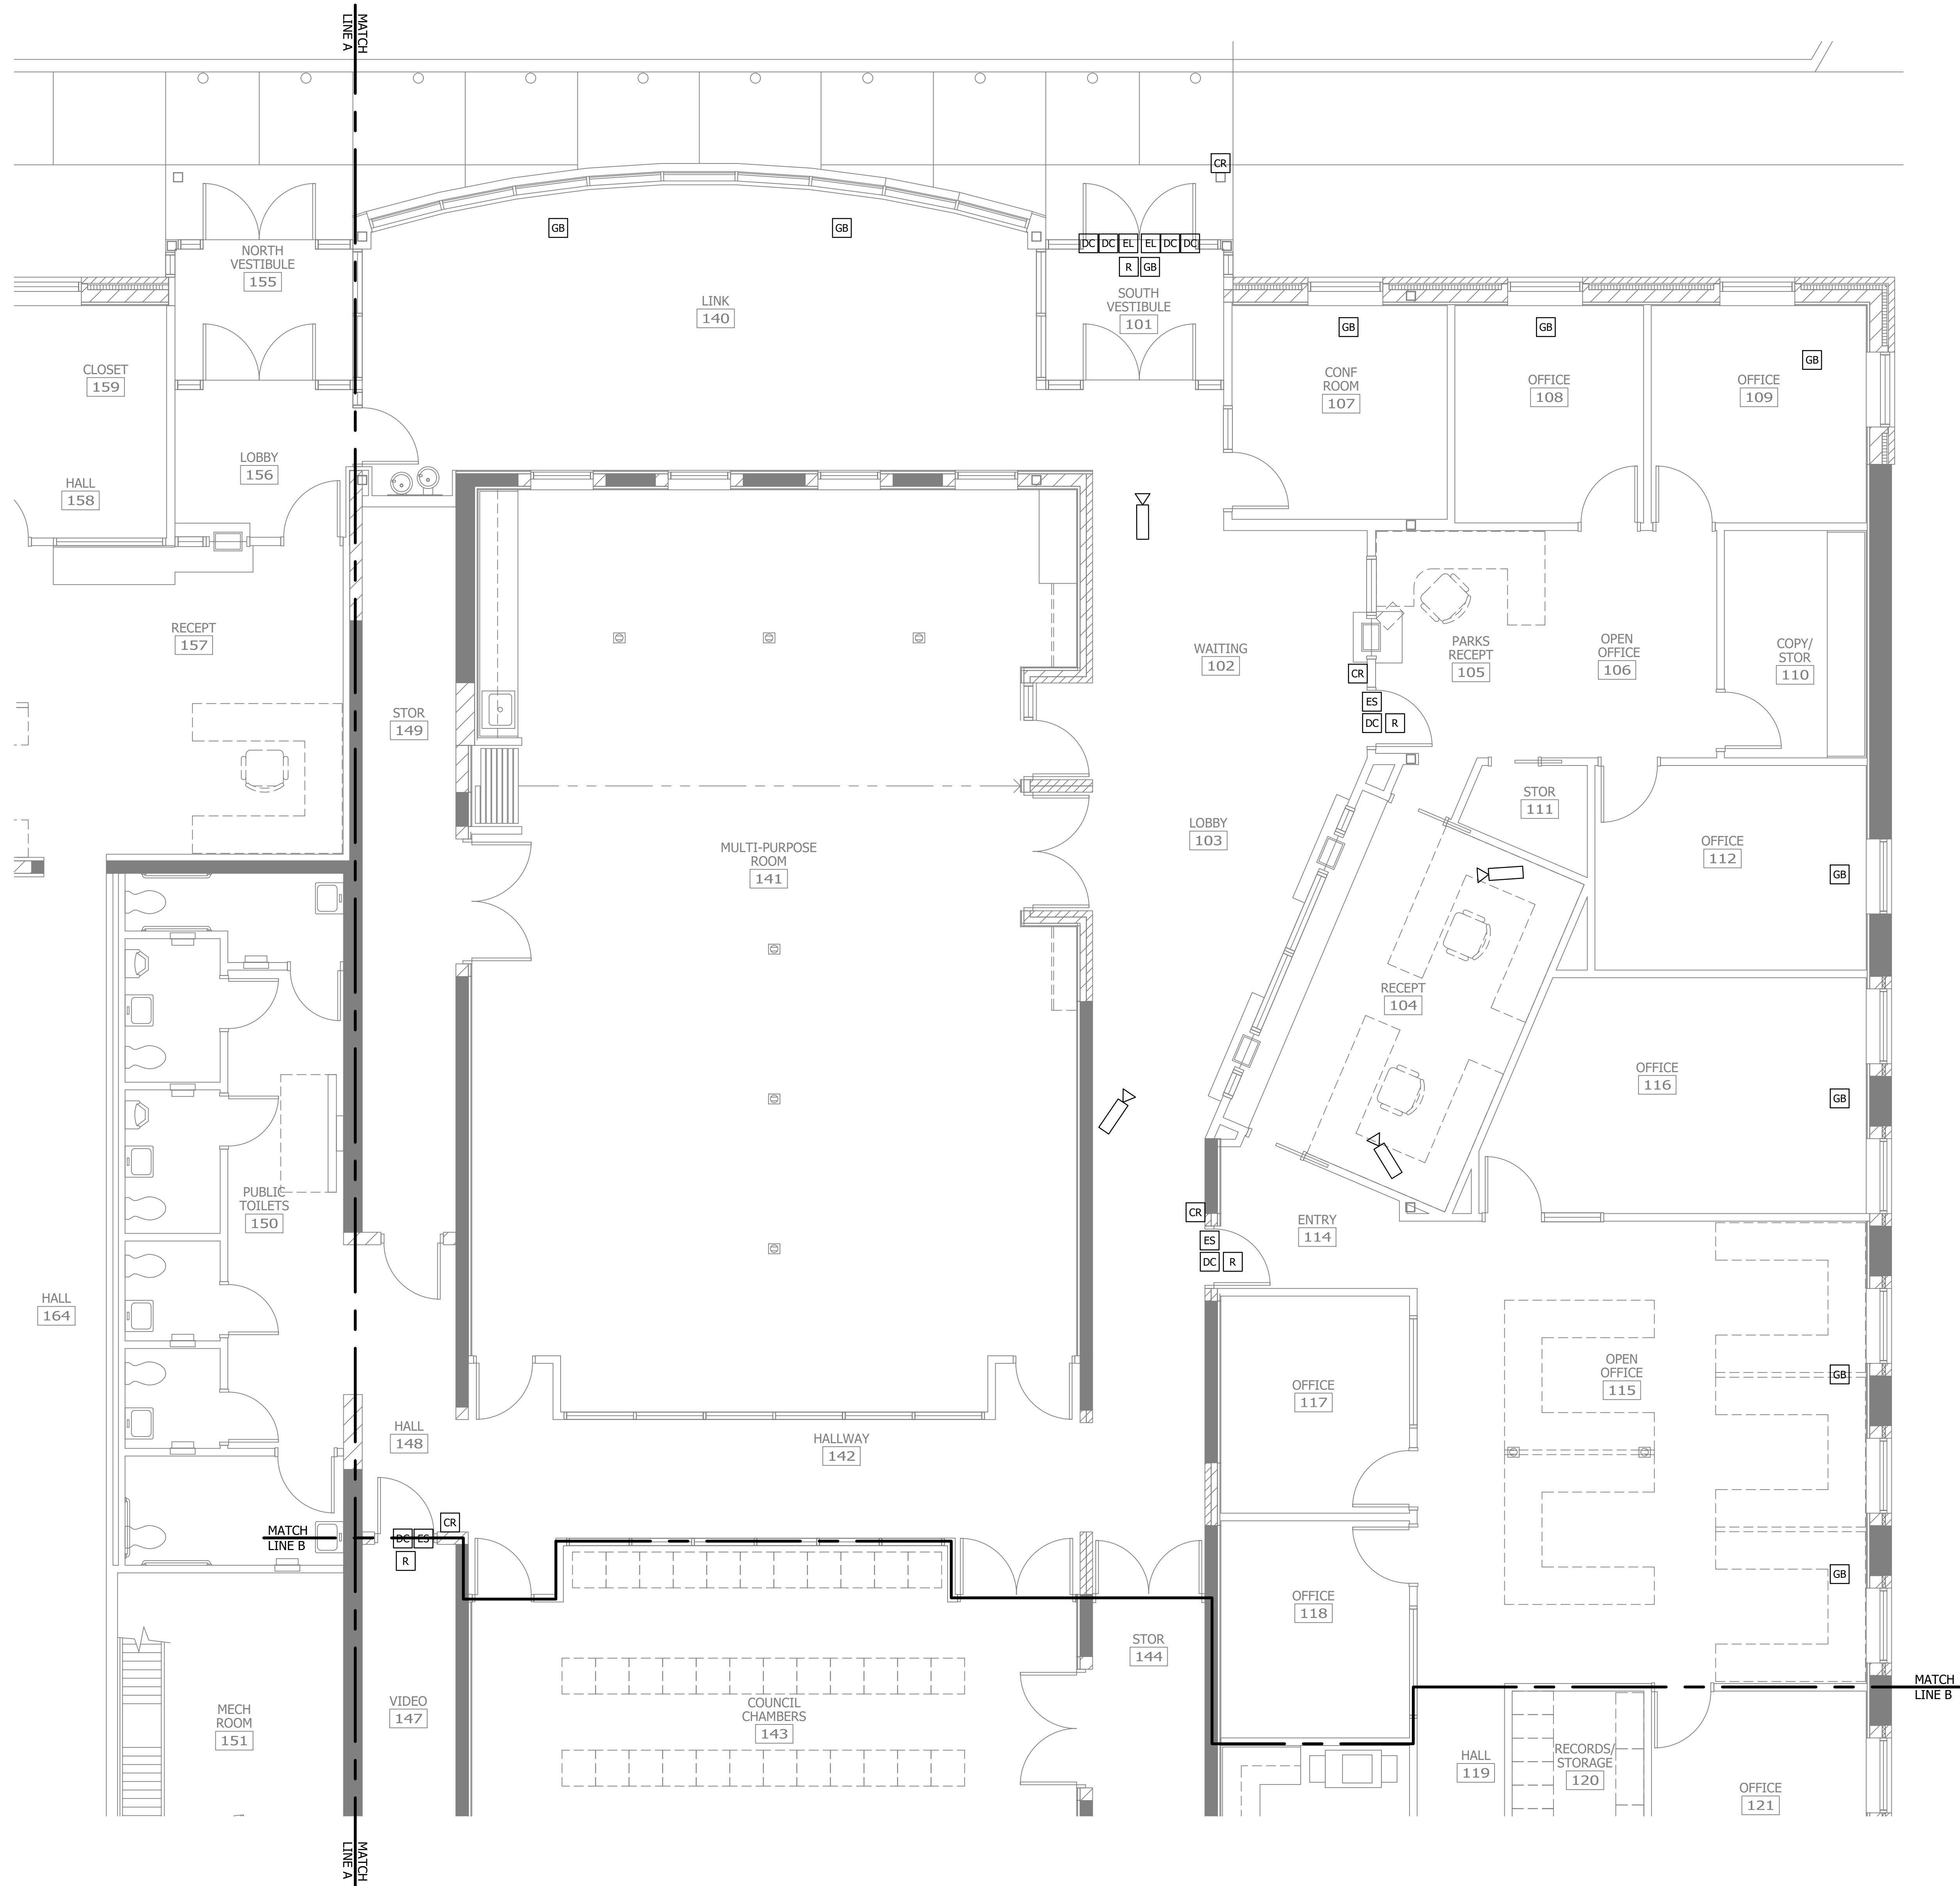 MATCH
LINE A
CR
GB
GB
DC DC EL EL DC DC
R GB
NORTH
VESTIBULE
155
LINK
140
SOUTH
VESTIBULE
101
GB
GB
GB
CLOSET
159
CONF
ROOM
107
OFFICE
108
OFFICE
109
LOBBY
156
HALL
158
RECEPT
157
WAITING
102
CR
PARKS
RECEPT
105
OPEN
OFFICE
106
COPY/
STOR
110
STOR
149
ES
DC R
STOR
111
LOBBY
103
MULTI-PURPOSE
ROOM
141
OFFICE
112
GB
RECEPT
104
OFFICE
116
GB
PUBLIC
TOILETS
150
CR
ENTRY
114
ES
DC R
HALL
164
OPEN
OFFICE
115
GB
OFFICE
117
HALL
148
HALLWAY
142
CR
MATCH
LINE B
DC ES
R
GB
OFFICE
118
STOR
144
MATCH
LINE B
VIDEO
147
COUNCIL
CHAMBERS
143
MECH
ROOM
151
HALL
119
RECORDS/
STORAGE
120
OFFICE
121
MATCH
LINE A